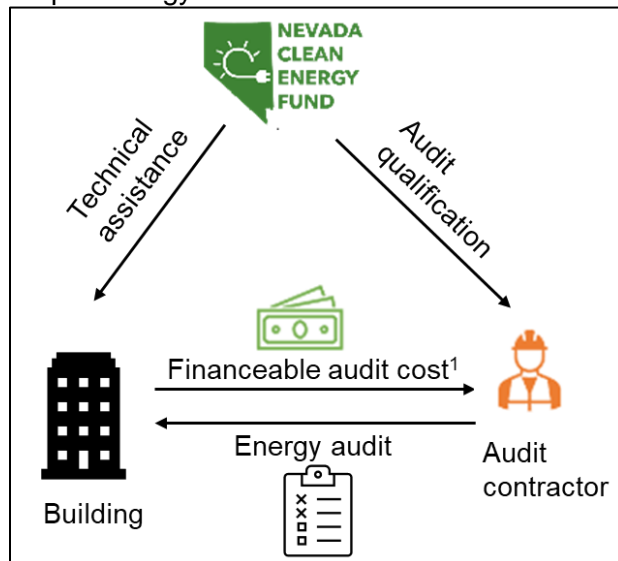 NEVADA
CLEAN
ENERGY
FUND
Technical
assistance
Audit
qualification
Financeable audit cost¹
Energy audit
Building
Audit
contractor